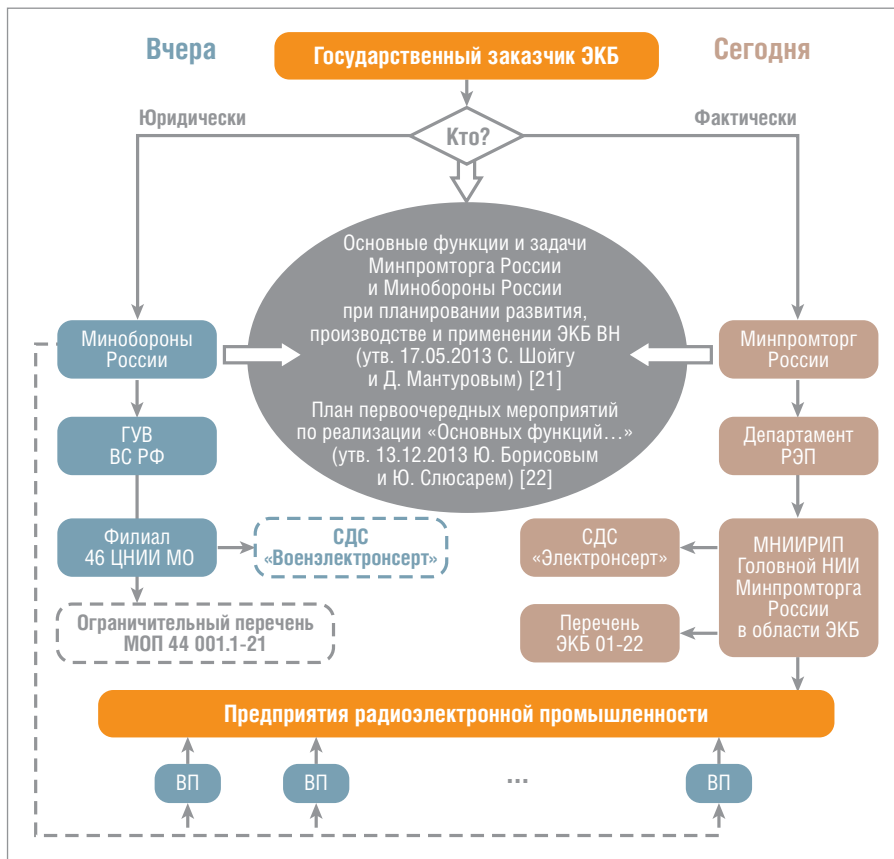 Вчера
Государственный заказчик ЭКБ
Сегодня
Юридически
Кто?
Фактически
Основные функции и задачи
Минпромторга России
и Минобороны России
при планировании развития,
производстве и применении ЭКБ ВН
(утв. 17.05.2013 С. Шойгу
и Д. Мантуровым) [21]
План первоочередных мероприятий
по реализации «Основных функций...»
(утв. 13.12.2013 Ю. Борисовым
и Ю. Слюсарем) [22]
Минобороны
России
ГУВ
ВС РФ
Филиал
46 ЦНИИ МО
СДС
«Военэлектронсерт»
Ограничительный перечень
МОП 44 001.1-21
Минпромторг
России
Департамент
РЭП
МНИИРИП
Головной НИИ
Минпромторга
России
в области ЭКБ
СДС
«Электронсерт»
Перечень
ЭКБ 01-22
Предприятия радиоэлектронной промышленности
ВП
ВП
...
ВП